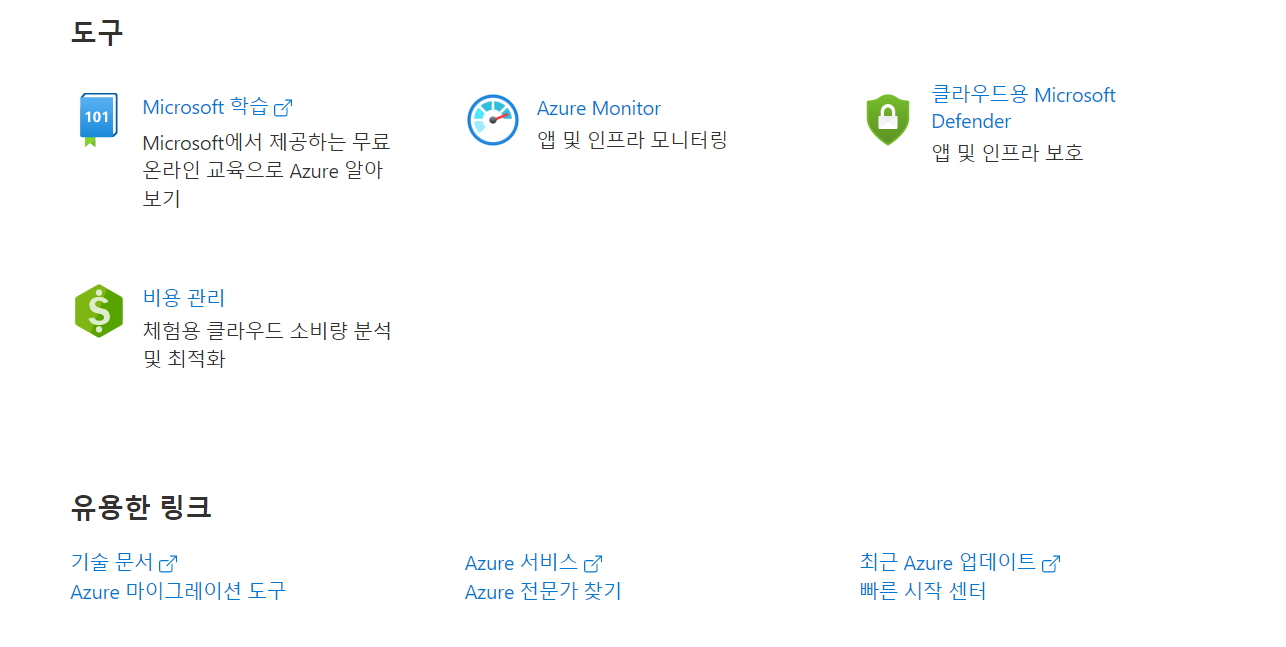 도구
101
Microsoft 학습
Microsoft에서 제공하는 무료
온라인 교육으로 Azure 알아
보기
Azure Monitor
앱 및 인프라 모니터링
클라우드용 Microsoft
Defender
앱 및 인프라 보호
$
비용 관리
체험용 클라우드 소비량 분석
및 최적화
유용한 링크
기술 문서
Azure 서비스
최근 Azure 업데이트
Azure 마이그레이션 도구
Azure 전문가 찾기
빠른 시작 센터